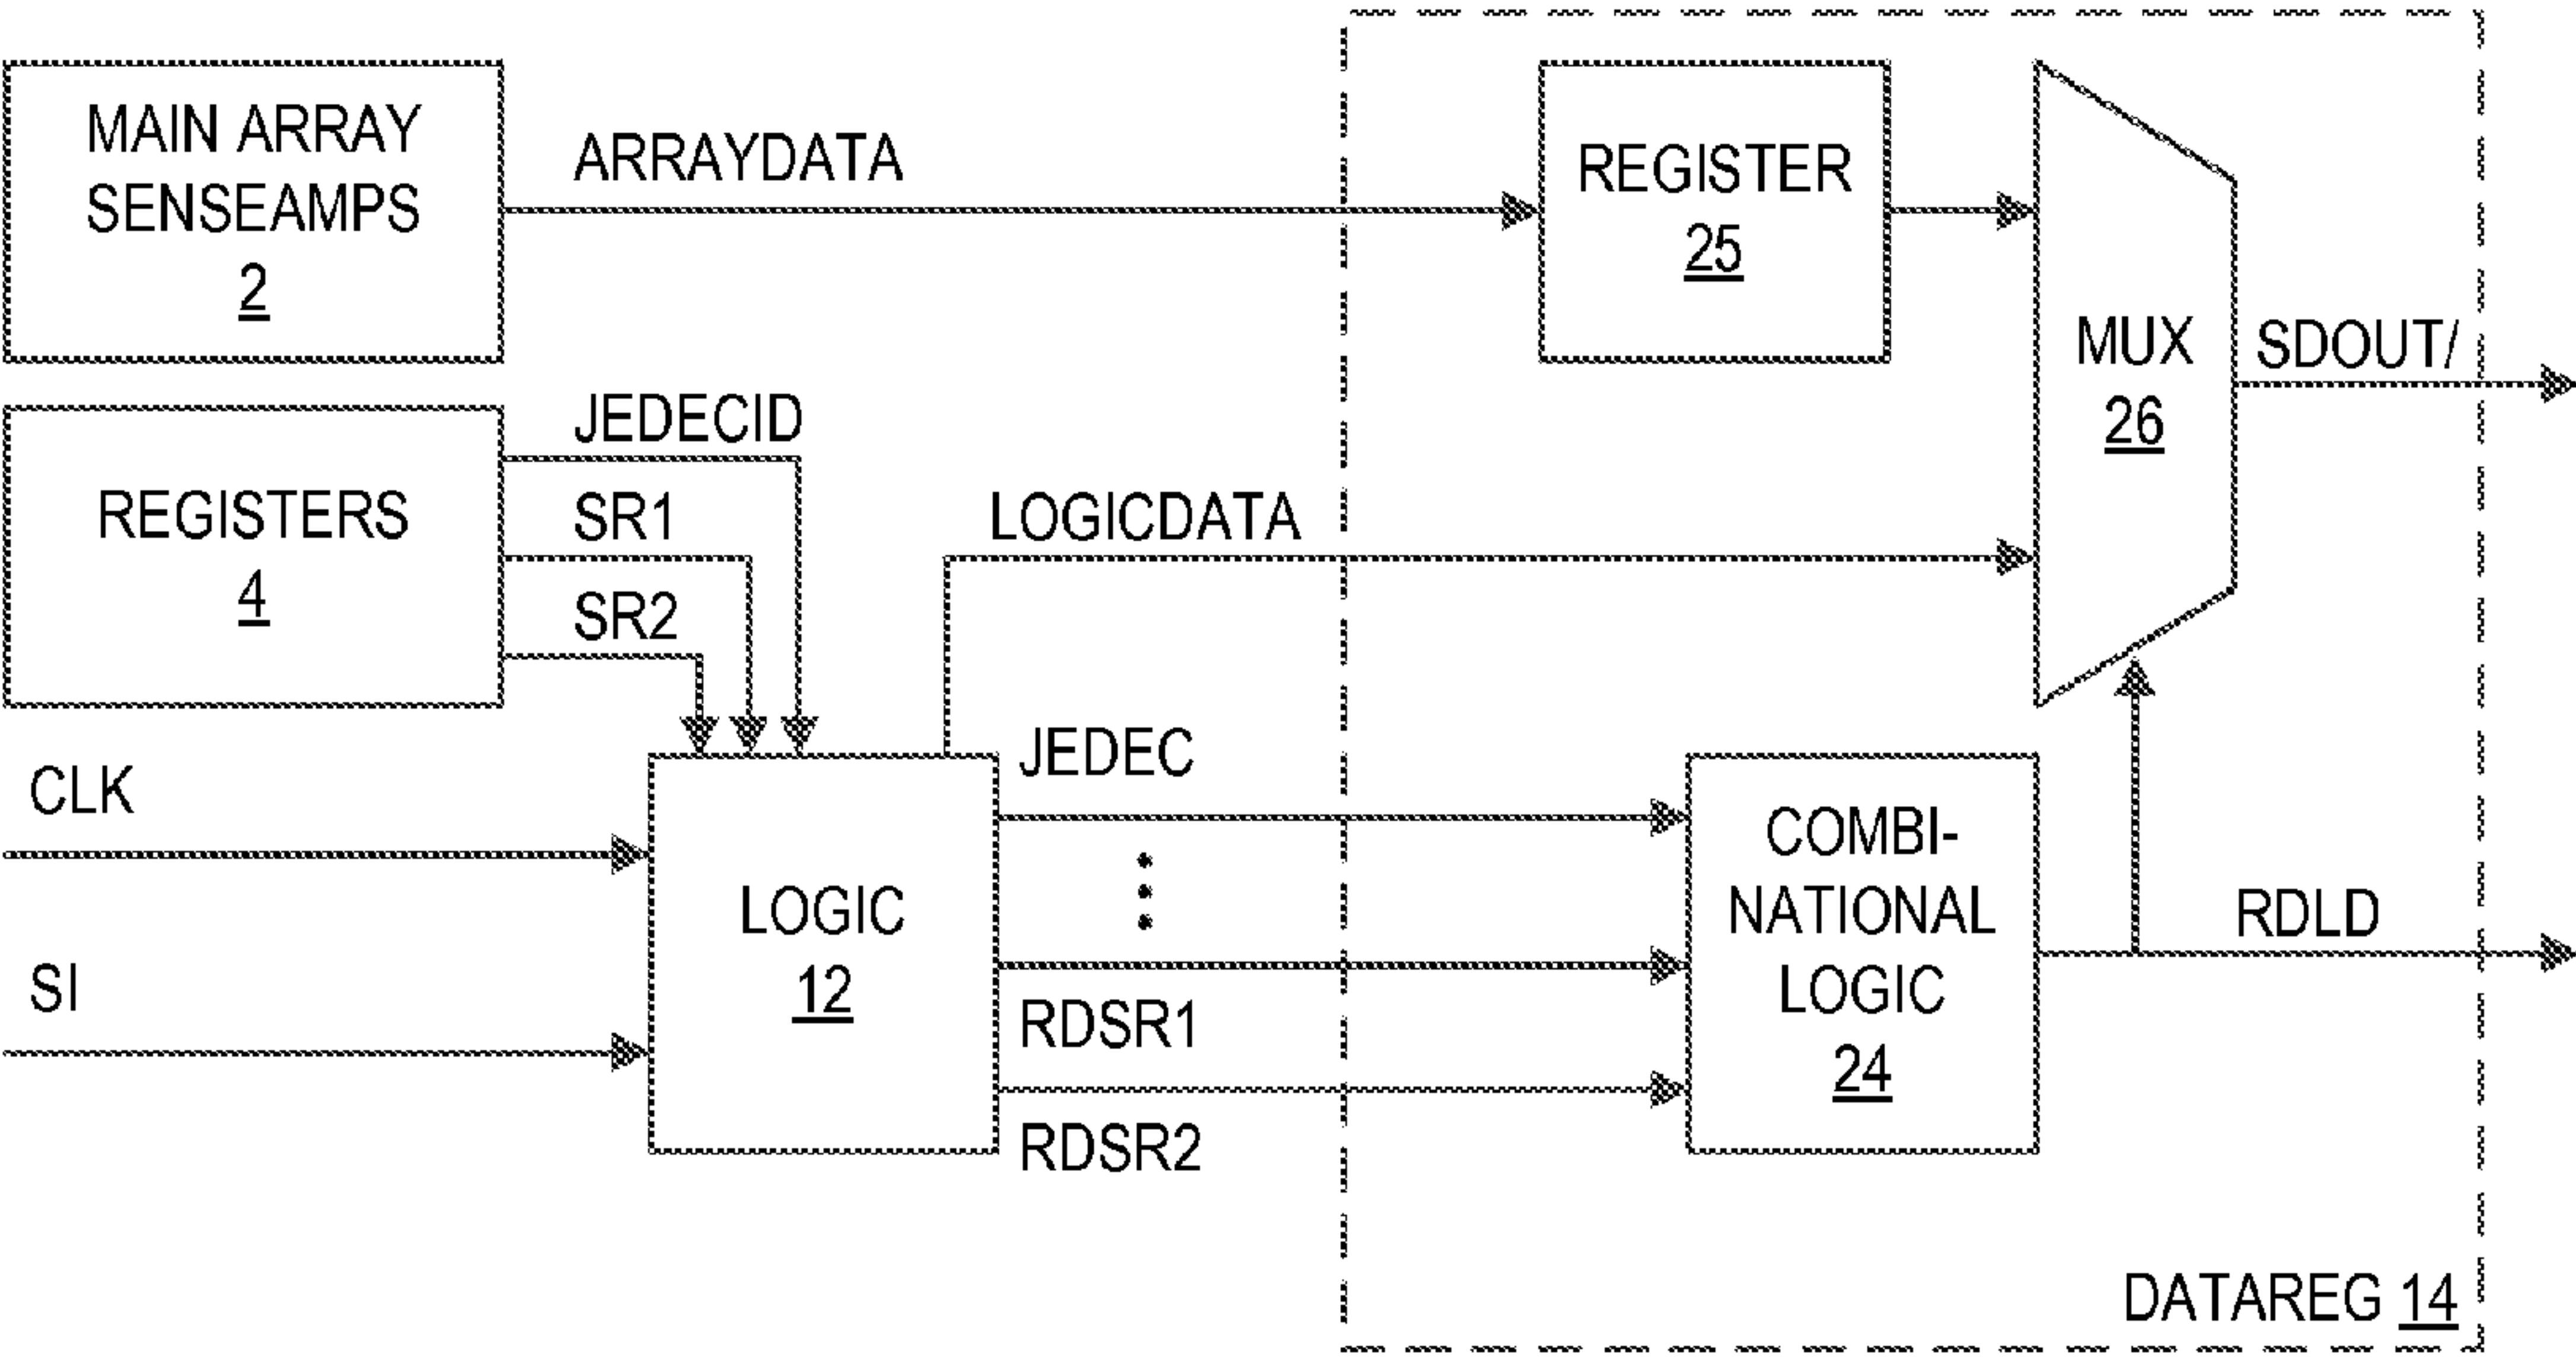 MAIN ARRAY
SENSEAMPS
2
ARRAYDATA
REGISTER
25
MUX
26
SDOUT/
REGISTERS
4
JEDECID
SR1
SR2
LOGICDATA
CLK
SI
LOGIC
12
JEDEC
RDSR1
RDSR2
COMBI-
NATIONAL
LOGIC
24
RDLD
DATAREG 14